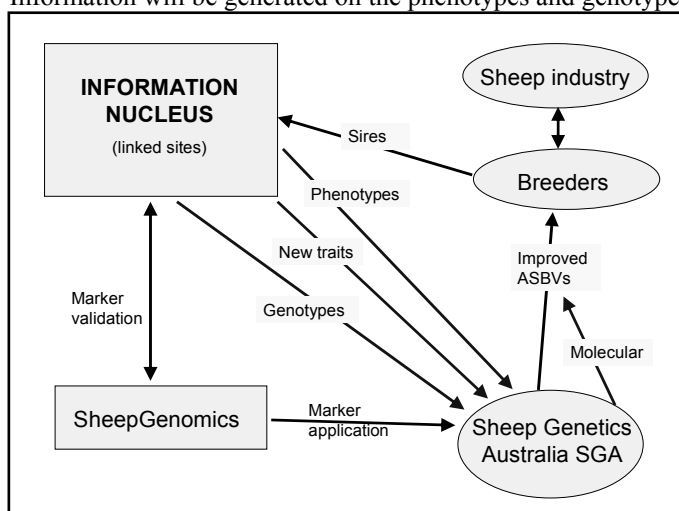 Information will be generated on the phenotypes and genotype
INFORMATION
NUCLEUS
(linked sites)
Sheep industry
Sires
Breeders
Phenotypes
New traits
Genotypes
Improved
ASBVs
Marker
validation
Molecular
SheepGenomics
Marker
application
Sheep Genetics
Australia SGA